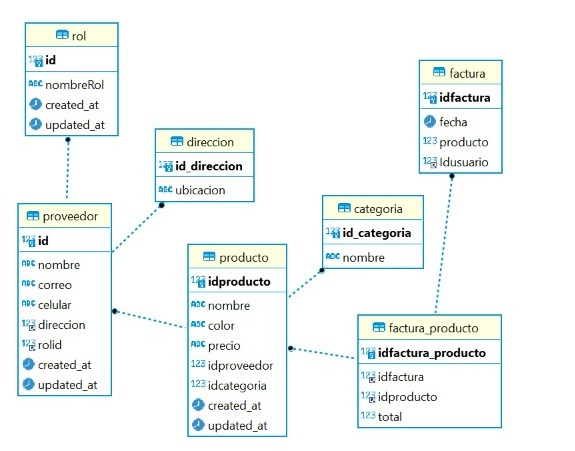 rol
id
nombreRol
created_at
updated_at
direccion
id_direccion
ubicacion
factura
idfactura
fecha
producto
Idusuario
proveedor
id
nombre
correo
celular
direccion
rolid
created_at
updated_at
producto
idproducto
nombre
color
precio
idproveedor
idcategoria
created_at
updated_at
categoria
id_categoria
nombre
factura_producto
idfactura_producto
idfactura
idproducto
total